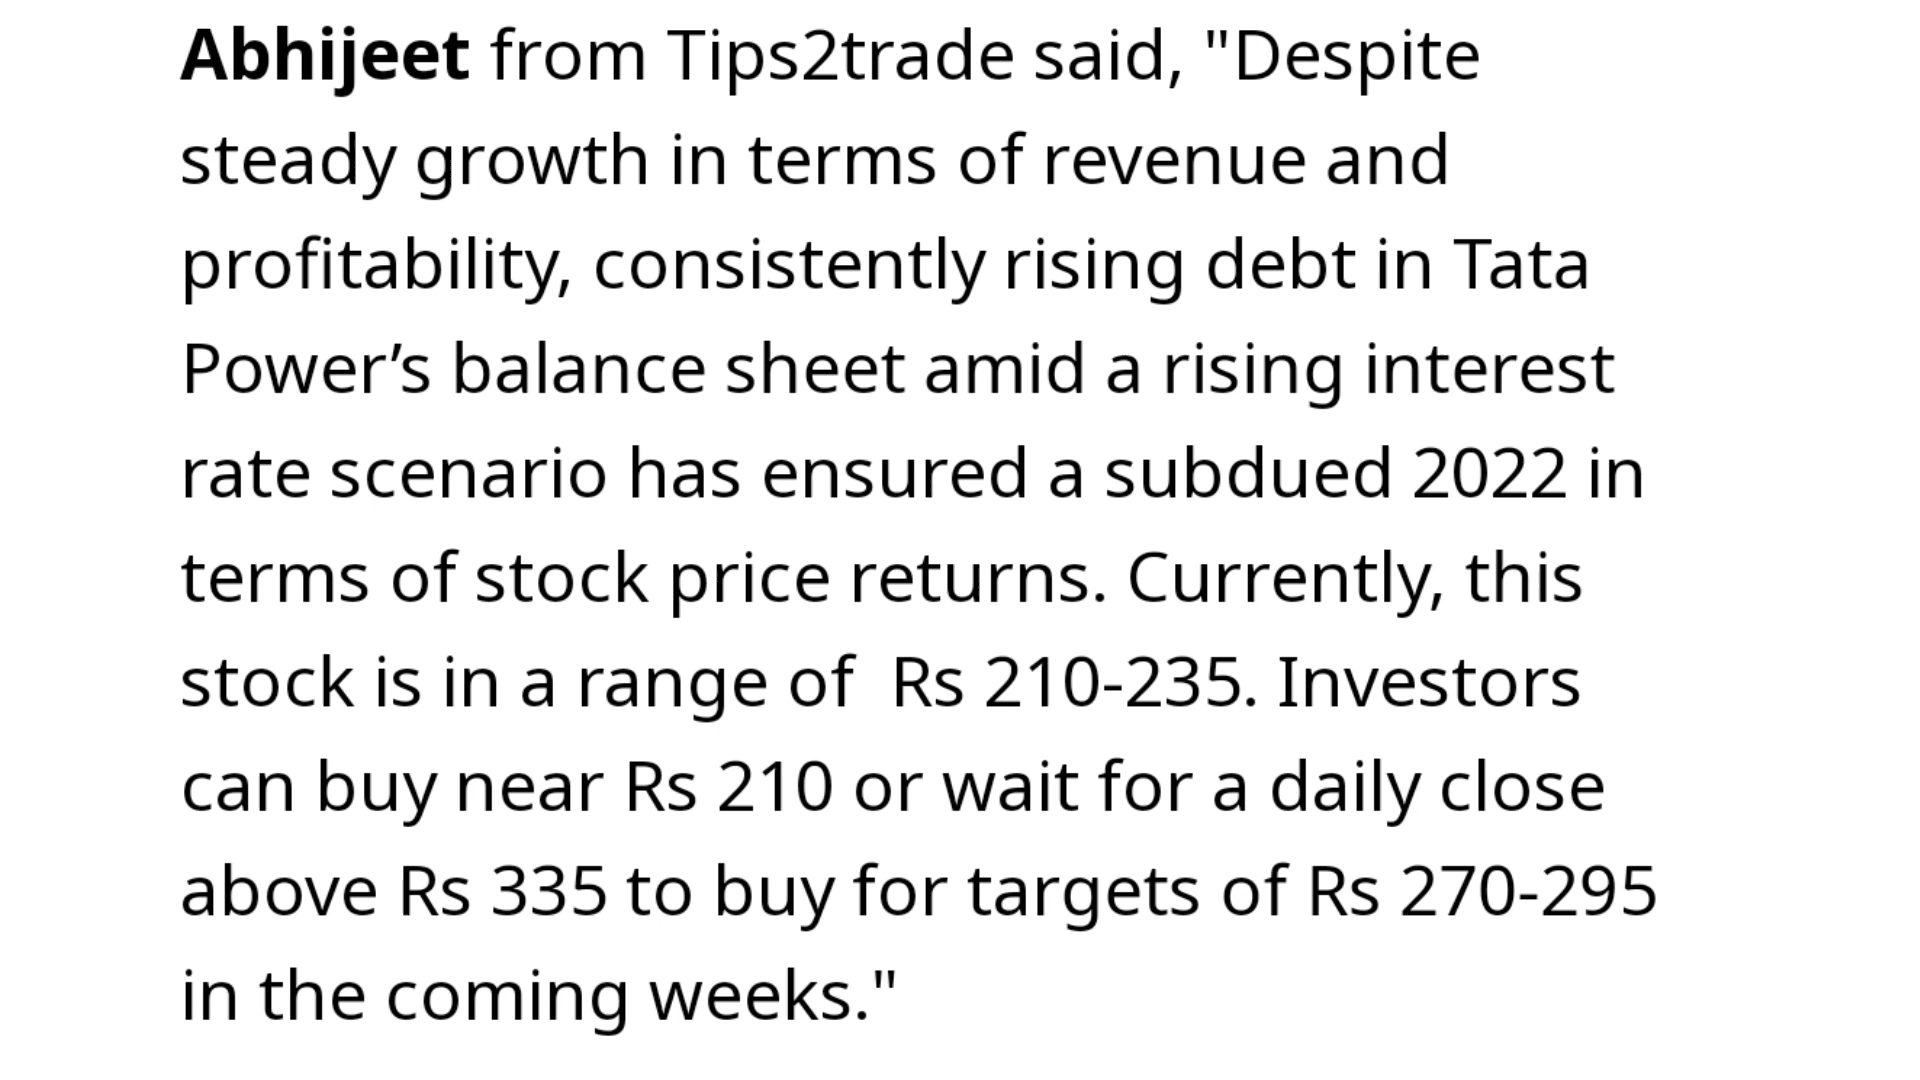 Abhijeet from Tips2trade said, "Despite
steady growth in terms of revenue and
profitability, consistently rising debt in Tata
Power’s balance sheet amid a rising interest
rate scenario has ensured a subdued 2022 in
terms of stock price returns. Currently, this
stock is in a range of  Rs 210-235. Investors
can buy near Rs 210 or wait for a daily close
above Rs 335 to buy for targets of Rs 270-295
in the coming weeks."